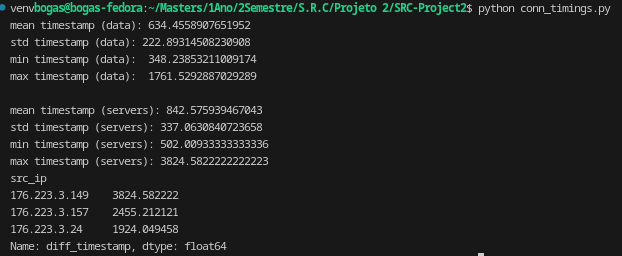 venvbogas@bogas-fedora:~/Masters/1Ano/2Semestre/S.R.C/Projeto 2/SRC-Project2$ python conn_timings.py
mean timestamp (data): 634.4558907651952
std timestamp (data): 222.89314508230908
min timestamp (data):  348.23853211009174
max timestamp (data):  1761.5292887029289
mean timestamp (servers): 842.575939467043
std timestamp (servers): 337.0630840723658
min timestamp (servers): 502.00933333333336
max timestamp (servers): 3824.5822222222223
src_ip
176.223.3.149    3824.582222
176.223.3.157    2455.212121
176.223.3.24     1924.049458
Name: diff_timestamp, dtype: float64